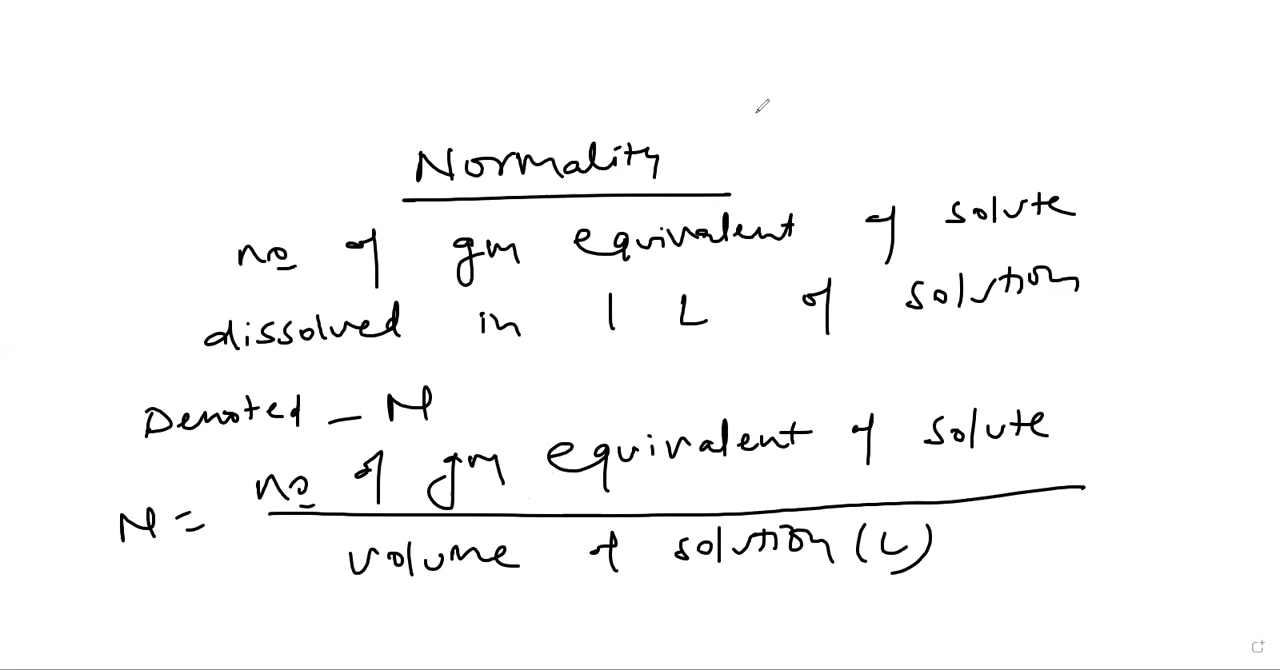 Normality
no of gm equivalent of solute
dissolved in 1 L of solution
Denoted - N
N = no of gm equivalent of solute
volume of solution (L)